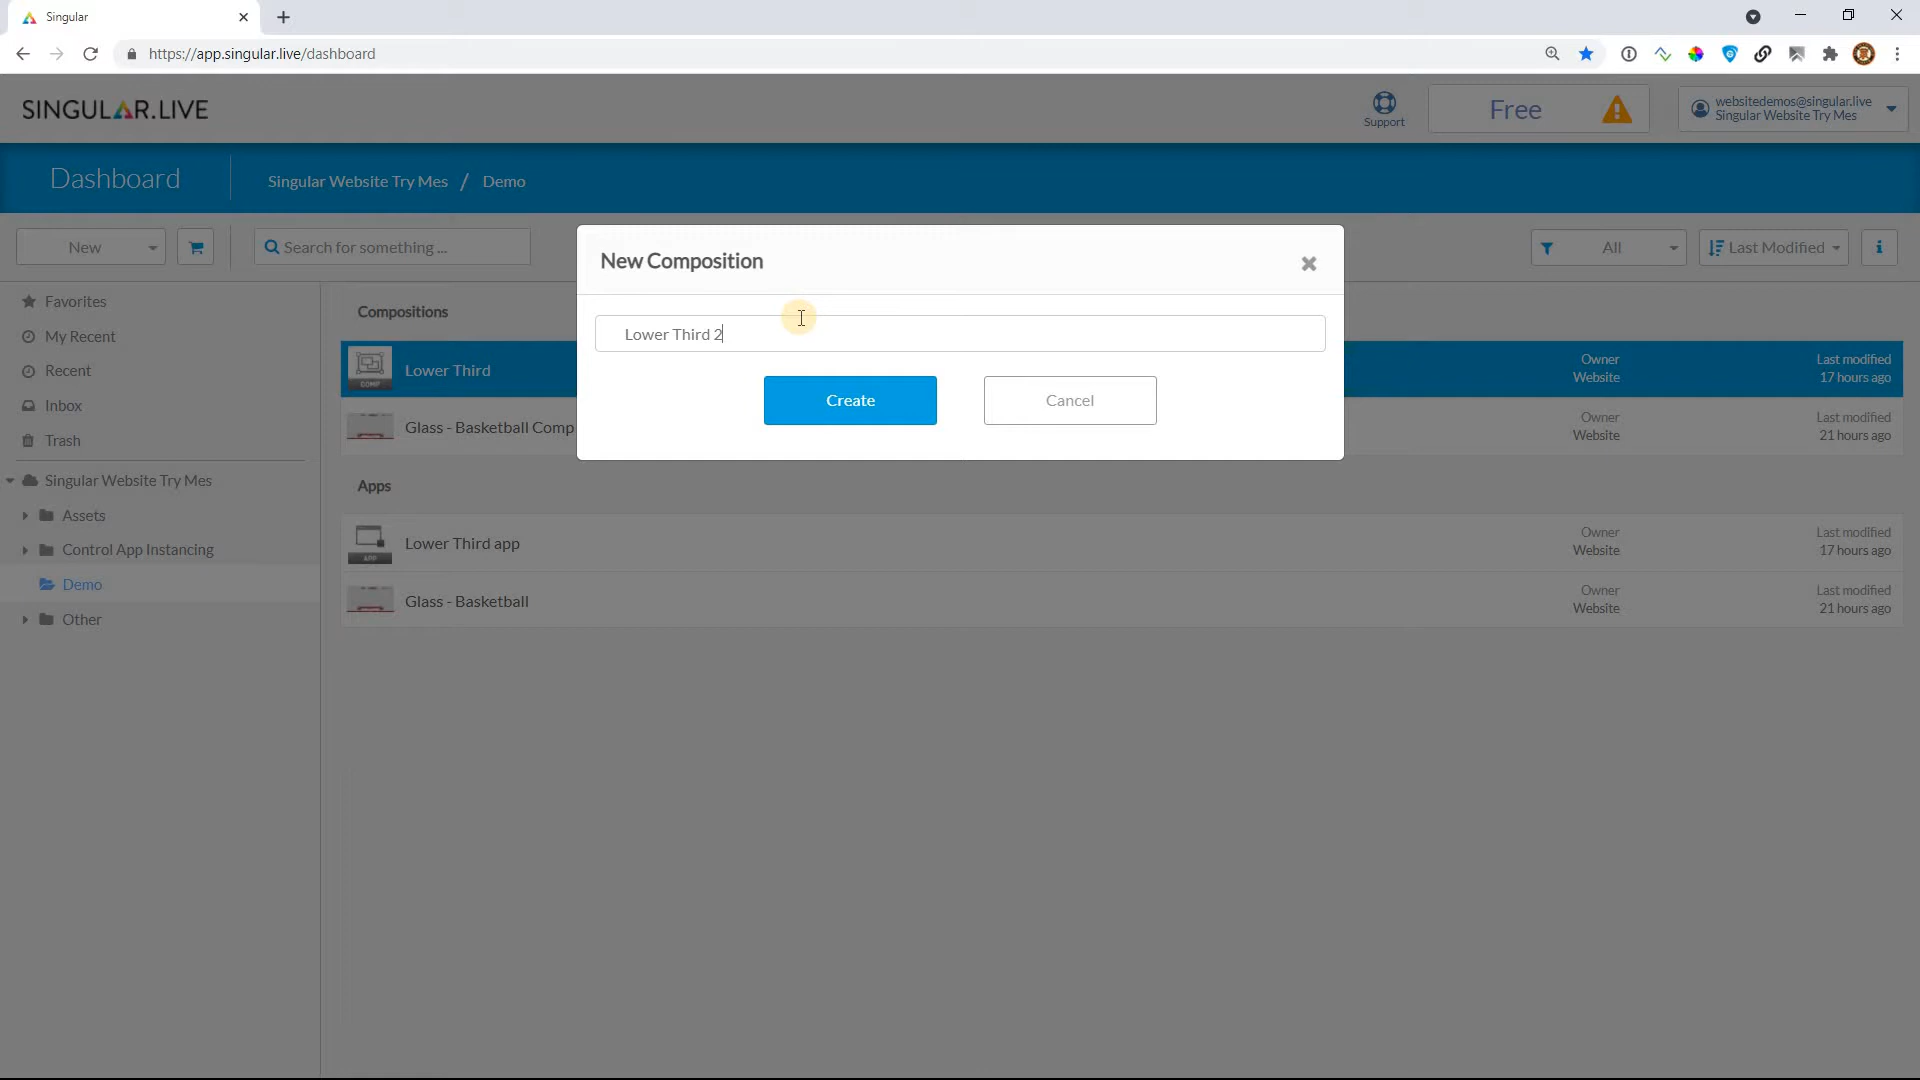 Singular
https://app.singular.live/dashboard
SINGULAR.LIVE
Support
Free
websitedemos@singular.live
Singular Website Try Mes
Dashboard
Singular Website Try Mes / Demo
New
Search for something ...
All
Last Modified
New Composition
Lower Third 2
Create
Cancel
Favorites
My Recent
Recent
Inbox
Trash
Singular Website Try Mes
Assets
Control App Instancing
Demo
Other
Compositions
COMP
Lower Third
Owner
Website
Last modified
17 hours ago
Glass - Basketball Comp
Owner
Website
Last modified
21 hours ago
Apps
APP
Lower Third app
Owner
Website
Last modified
17 hours ago
Glass - Basketball
Owner
Website
Last modified
21 hours ago